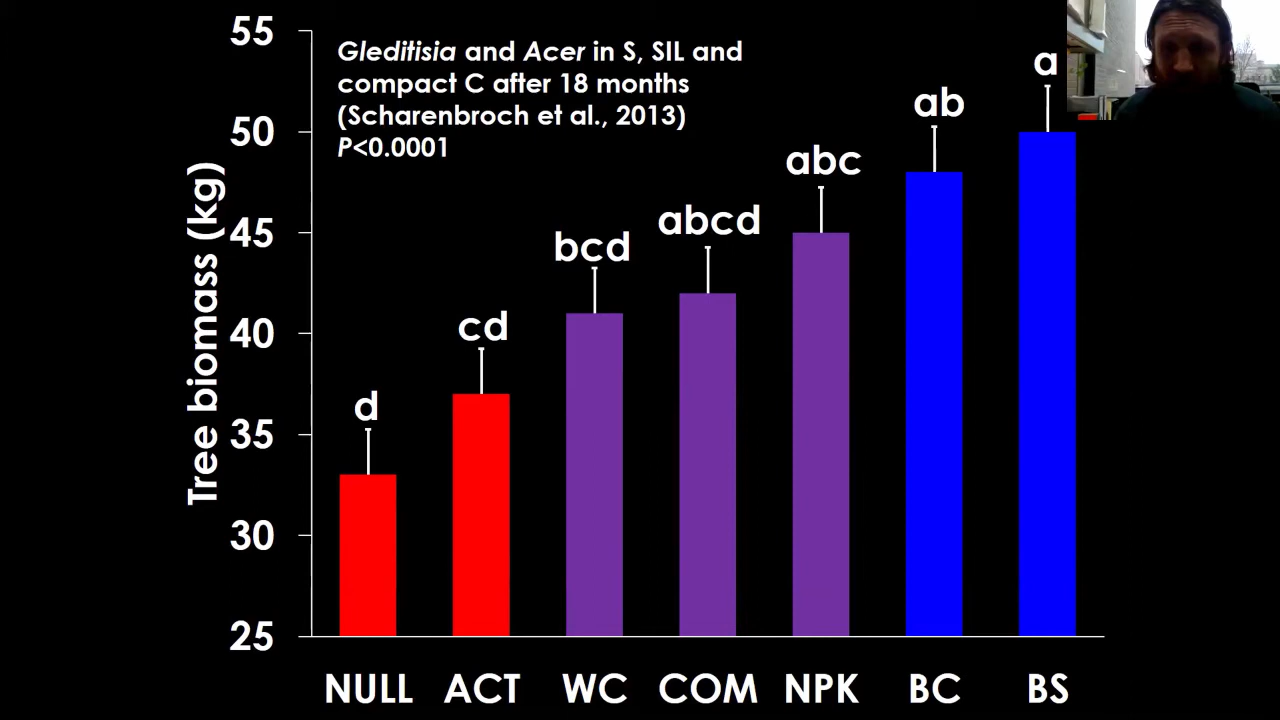 55
Gleditisia and Acer in S, SIL and
compact C after 18 months
(Scharenbroch et al., 2013)
P<0.0001
a
ab
50
abc
abcd
bcd
45
cd
40
d
35
30
25
Tree biomass (kg)
NULL ACT WC COM NPK BC BS